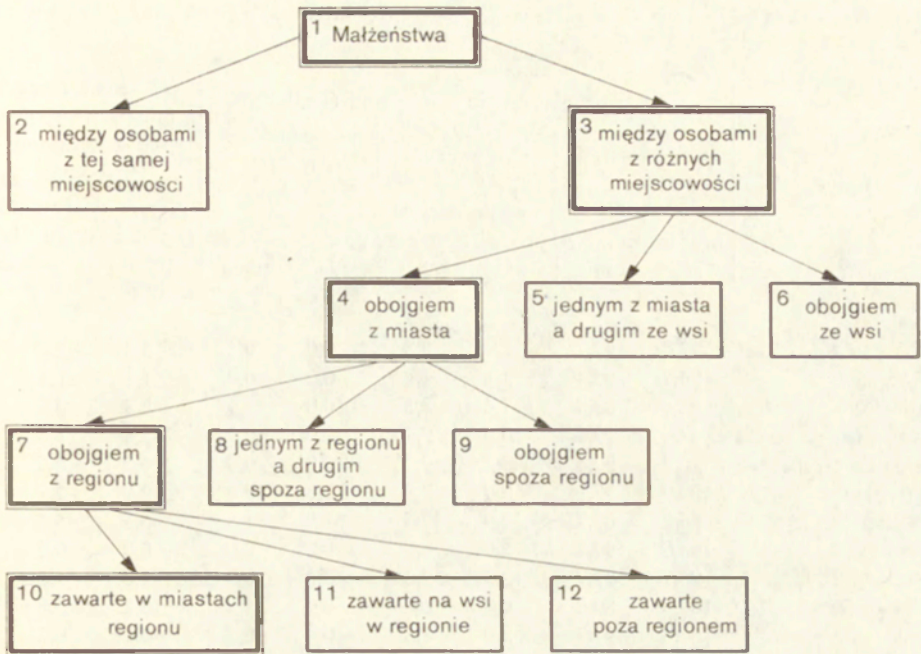 1 Małżeństwa
2 między osobami
z tej samej
miejscowości
3 między osobami
z różnych
miejscowości
4 obojgiem
z miasta
5 jednym z miasta
a drugim ze wsi
6 obojgiem
ze wsi
7 obojgiem
z regionu
8 jednym z regionu
a drugim
spoza regionu
9 obojgiem
spoza regionu
10 zawarte w miastach
regionu
11 zawarte na wsi
w regionie
12 zawarte
poza regionem